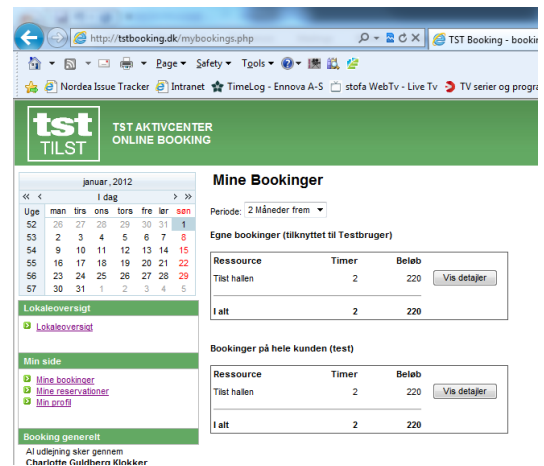 http://tstbooking.dk/mybookings.php
TST Booking - bookin
Page Safety Tools
Nordea Issue Tracker Intranet TimeLog - Ennova A-S stofa WebTv - Live Tv TV serier og progra
tst
TILST
TST AKTIVCENTER
ONLINE BOOKING
januar, 2012
« < I dag > »
Uge man tirs ons tors fre lør søn
52 26 27 28 29 30 31 1
53 2 3 4 5 6 7 8
54 9 10 11 12 13 14 15
55 16 17 18 19 20 21 22
56 23 24 25 26 27 28 29
57 30 31 1 2 3 4 5
Lokaleoversigt
Lokaleoversigt
Min side
Mine bookinger
Mine reservationer
Min profil
Booking generelt
Al udlejning sker gennem
Charlotte Guldberg Klokker
Mine Bookinger
Periode: 2 Måneder frem
Egne bookinger (tilknyttet til Testbruger)
Ressource Timer Beløb
Tilst hallen 2 220 Vis detaljer
I alt 2 220
Bookinger på hele kunden (test)
Ressource Timer Beløb
Tilst hallen 2 220 Vis detaljer
I alt 2 220